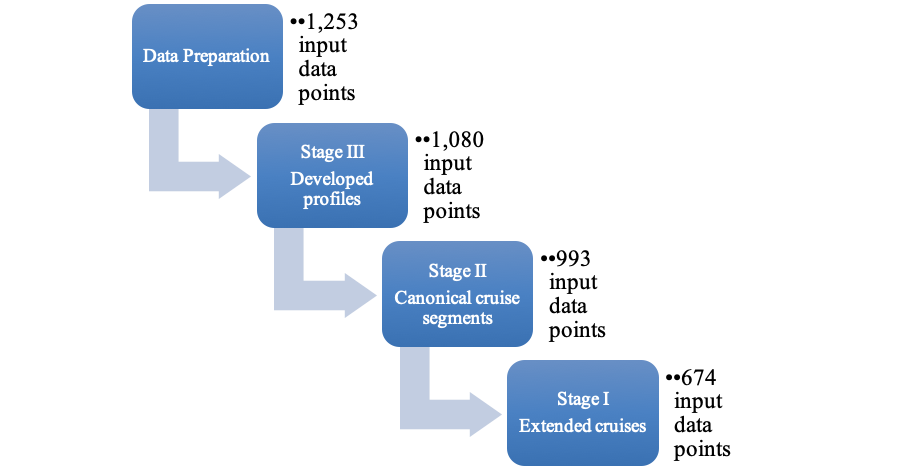 Data Preparation
••1,253
input
data
points
Stage III
Developed
profiles
••1,080
input
data
points
Stage II
Canonical cruise
segments
••993
input
data
points
Stage I
Extended cruises
••674
input
data
points